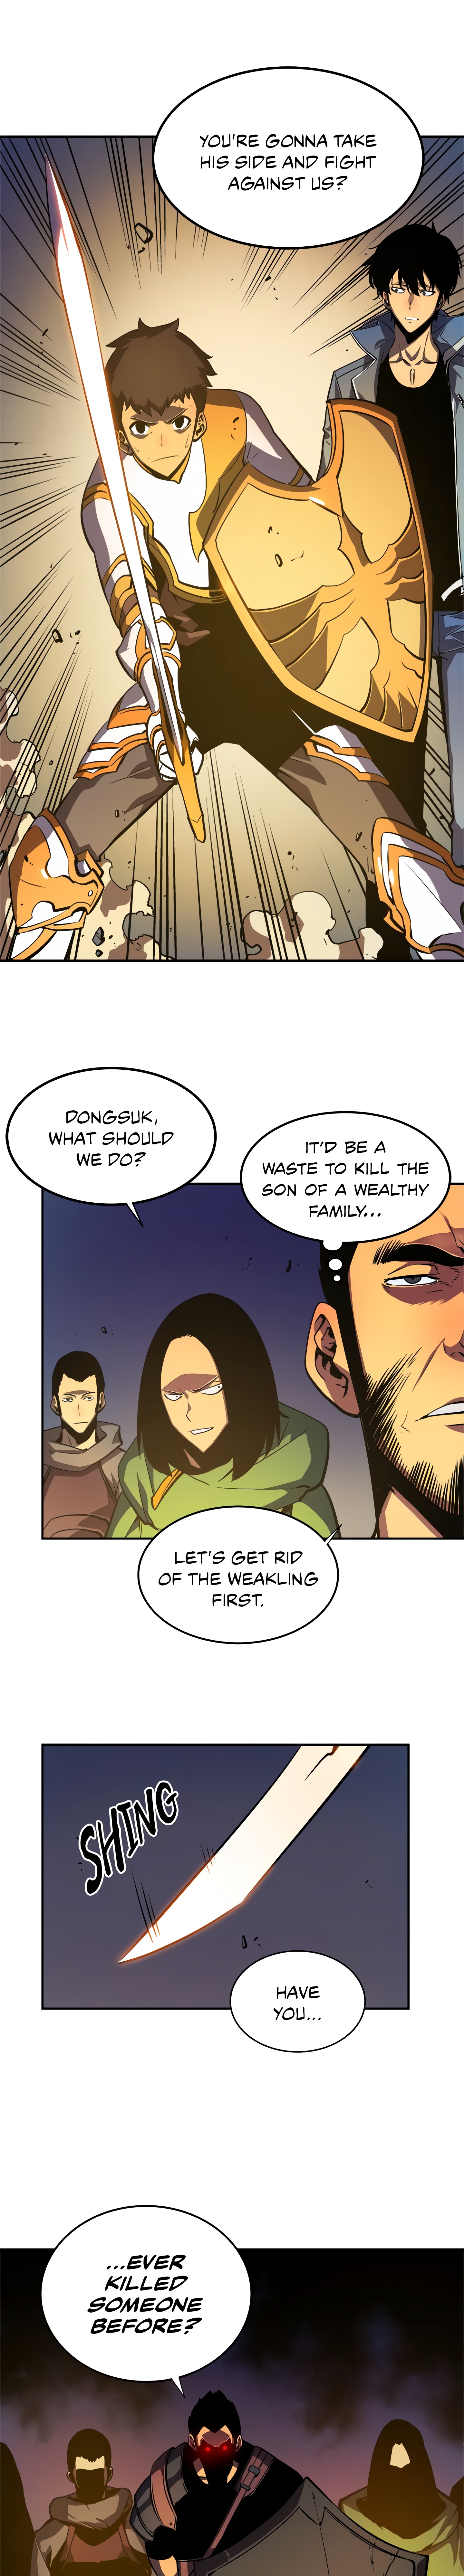 YOU'RE GONNA TAKE
HIS SIDE AND FIGHT
AGAINST US?
DONGSUK,
WHAT SHOULD
WE DO?
IT'D BE A
WASTE TO KILL THE
SON OF A WEALTHY
FAMILY...
LET'S GET RID
OF THE WEAKLING
FIRST.
SHING
HAVE
YOU...
...EVER
KILLED
SOMEONE
BEFORE?